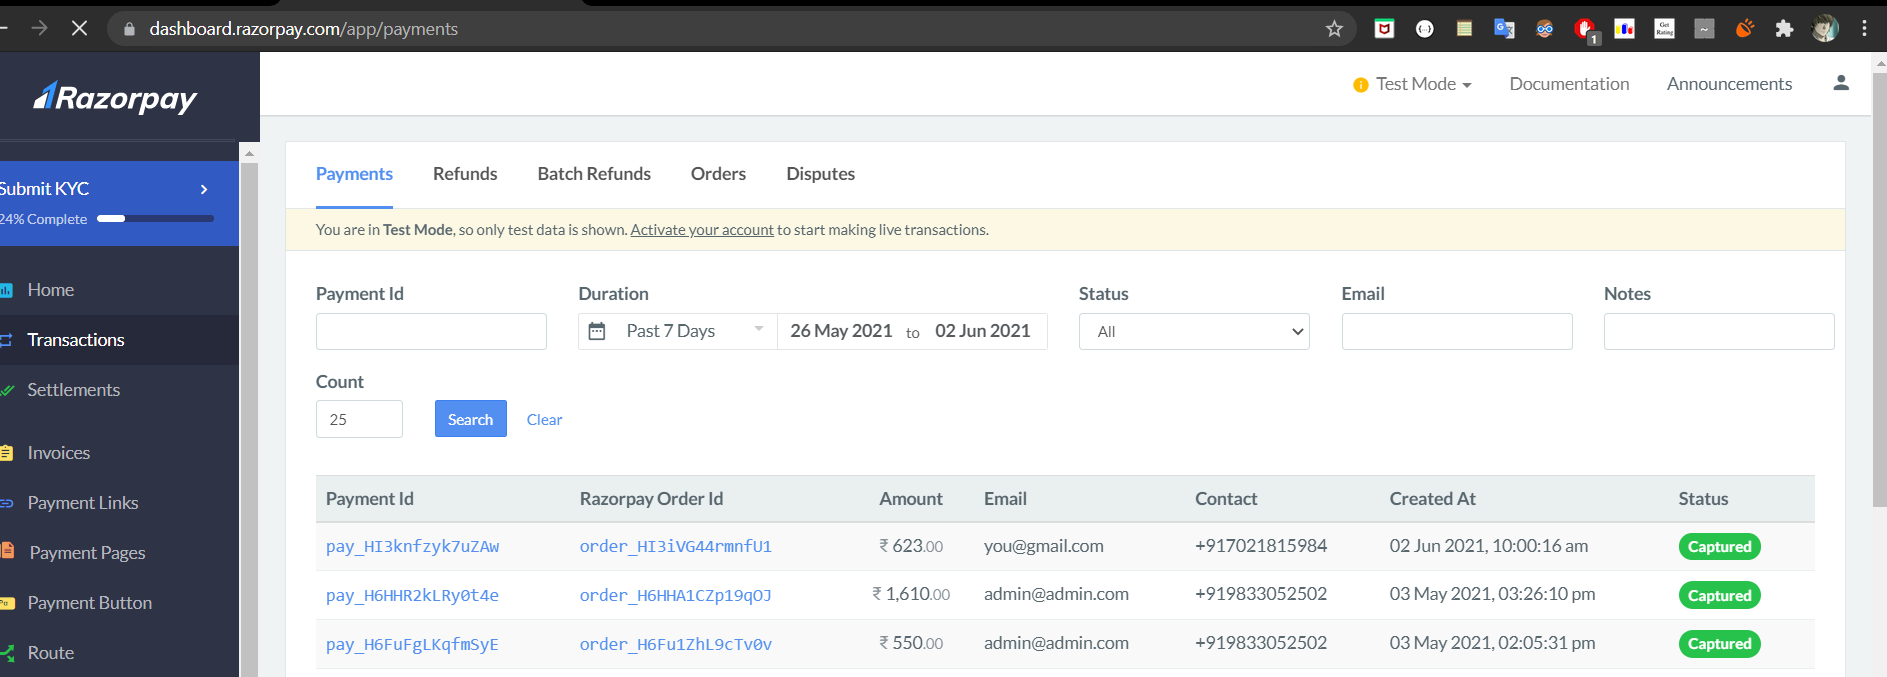 dashboard.razorpay.com/app/payments
1
Razorpay
Test Mode Documentation Announcements
Submit KYC
24% Complete
Home
Transactions
Settlements
Invoices
Payment Links
Payment Pages
Payment Button
Route
Payments Refunds Batch Refunds Orders Disputes
You are in Test Mode, so only test data is shown. Activate your account to start making live transactions.
Payment Id Duration Status Email Notes
Past 7 Days 26 May 2021 to 02 Jun 2021 All
Count
25 Search Clear
Payment Id Razorpay Order Id Amount Email Contact Created At Status
pay_HI3knfzyk7uZAw order_HI3iVG44rmnfU1 ₹ 623.00 you@gmail.com +917021815984 02 Jun 2021, 10:00:16 am Captured
pay_H6HHR2kLRy0t4e order_H6HHA1CZp19qOJ ₹ 1,610.00 admin@admin.com +919833052502 03 May 2021, 03:26:10 pm Captured
pay_H6FuFgLKqfmSyE order_H6Fu1ZhL9cTv0v ₹ 550.00 admin@admin.com +919833052502 03 May 2021, 02:05:31 pm Captured